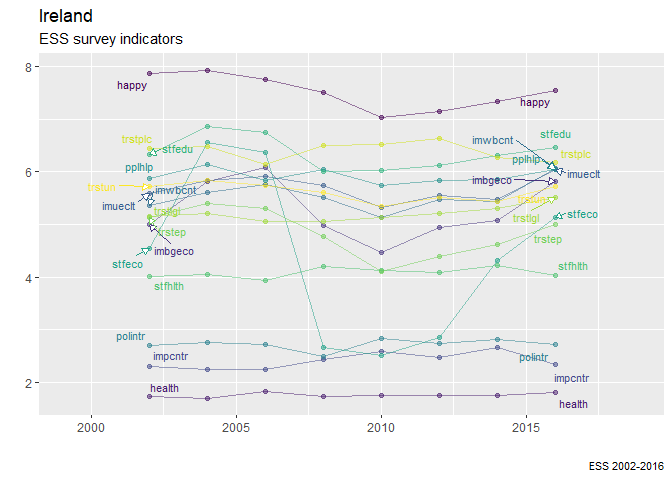 Ireland
ESS survey indicators
8
happy
happy
trstplc
stfedu
stfedu
trstplc
imwbcnt
pplhlp
pplhlp
6
trstun
imwbcnt
imueclt
imueclt
imbgeco
trstun
trstlgl
trstlgl
stfeco
trstep
trstep
imbgeco
stfeco
stfhlth
stfhlth
4
polintr
polintr
impcntr
impcntr
2
health
health
2000
2005
2010
2015
ESS 2002-2016